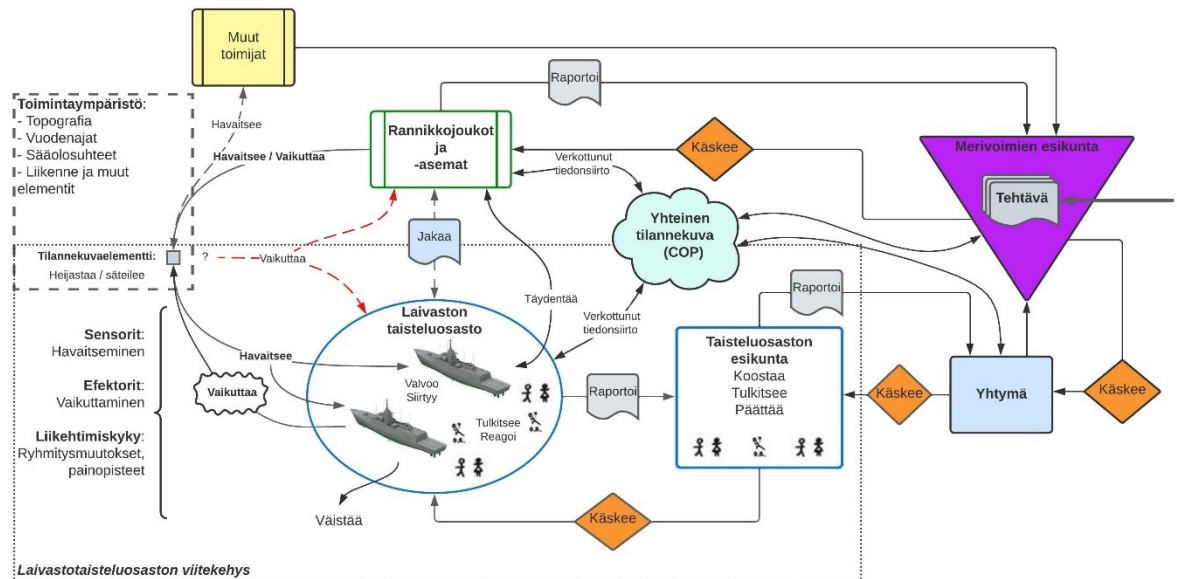 Muut
toimijat
Raportoi
Toimintaympäristö:
- Topografia
- Vuodenajat
- Sääolosuhteet
- Liikenne ja muut
elementit
Havaitsee
Havaitsee / Vaikuttaa
Rannikkojoukot
ja
-asemat
Käskee
Merivoimien esikunta
Tehtävä
Verkottunut
tiedonsiirto
Yhteinen
tilannekuva
(COP)
Jakaa
Tilannekuvaelementti:
Heijastaa / säteilee
?
Vaikuttaa
Täydentää
Raportoi
Verkottunut
tiedonsiirto
Laivaston
taisteluosasto
Sensorit:
Havaitseminen
Efektorit:
Vaikuttaminen
Liikehtimiskyky:
Ryhmitysmuutokset,
painopisteet
Havaitsee
Vaikuttaa
Valvoo
Siirtyy
Tulkitsee
Reagoi
Raportoi
Taisteluosaston
esikunta
Koostaa
Tulkitsee
Päättää
Käskee
Yhtymä
Käskee
Väistää
Käskee
Laivastotaisteluosaston viitekehys